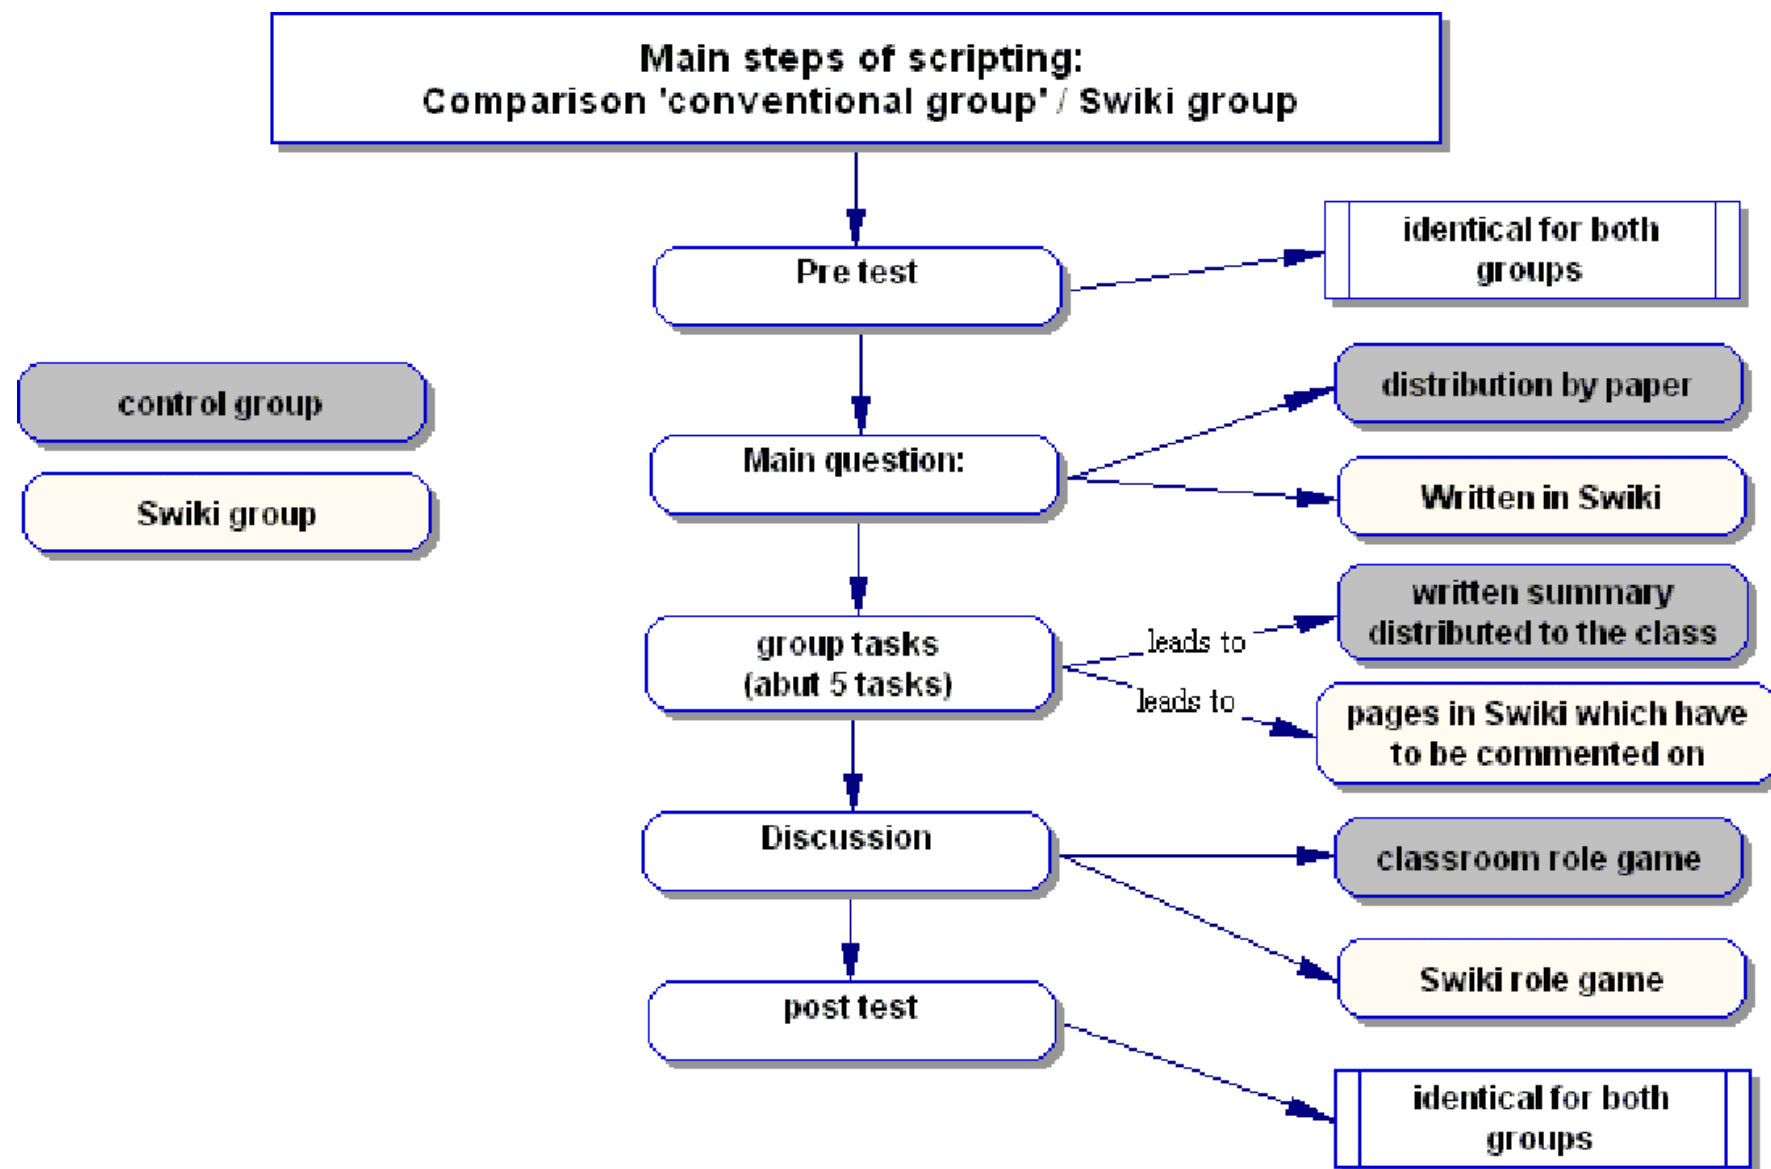 Main steps of scripting:
Comparison 'conventional group' / Swiki group
Pre test
identical for both
groups
control group
Swiki group
Main question:
distribution by paper
Written in Swiki
group tasks
(abut 5 tasks)
leads to
written summary
distributed to the class
leads to
pages in Swiki which have
to be commented on
Discussion
classroom role game
Swiki role game
post test
identical for both
groups